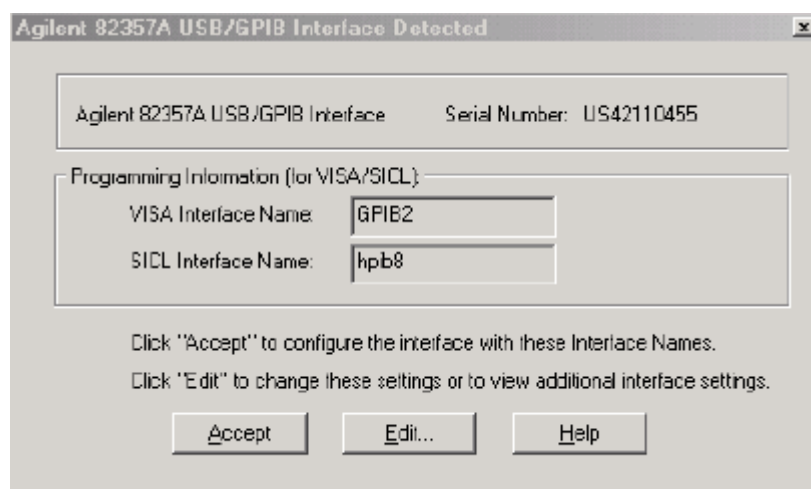 Agilent 82357A USB/GPIB Interface Detected
Agilent 82357A USB/GPIB Interface Serial Number: US42110455
Programming Information (for VISA/SICL):
VISA Interface Name: GPIB2
SICL Interface Name: hpib8
Click "Accept" to configure the interface with these Interface Names.
Click "Edit" to change these settings or to view additional interface settings.
Accept Edit... Help